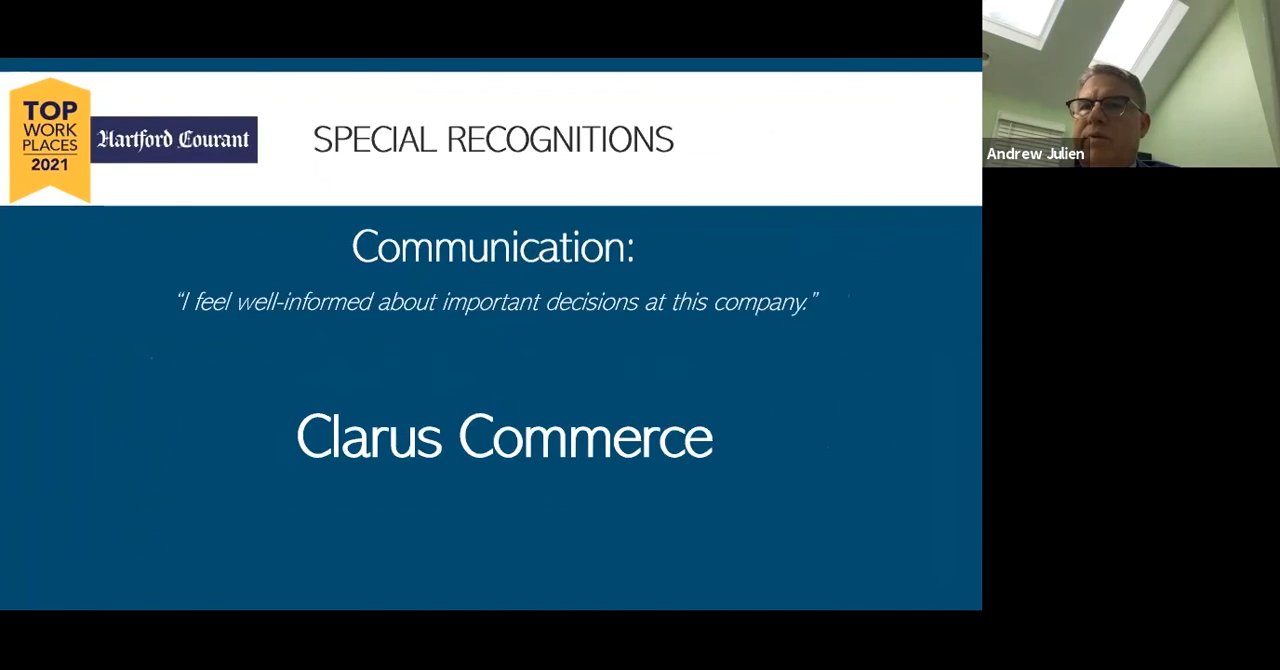 TOP
WORK
PLACES
2021
Hartford Courant
SPECIAL RECOGNITIONS
Andrew Julien
Communication:
“I feel well-informed about important decisions at this company.”
Clarus Commerce